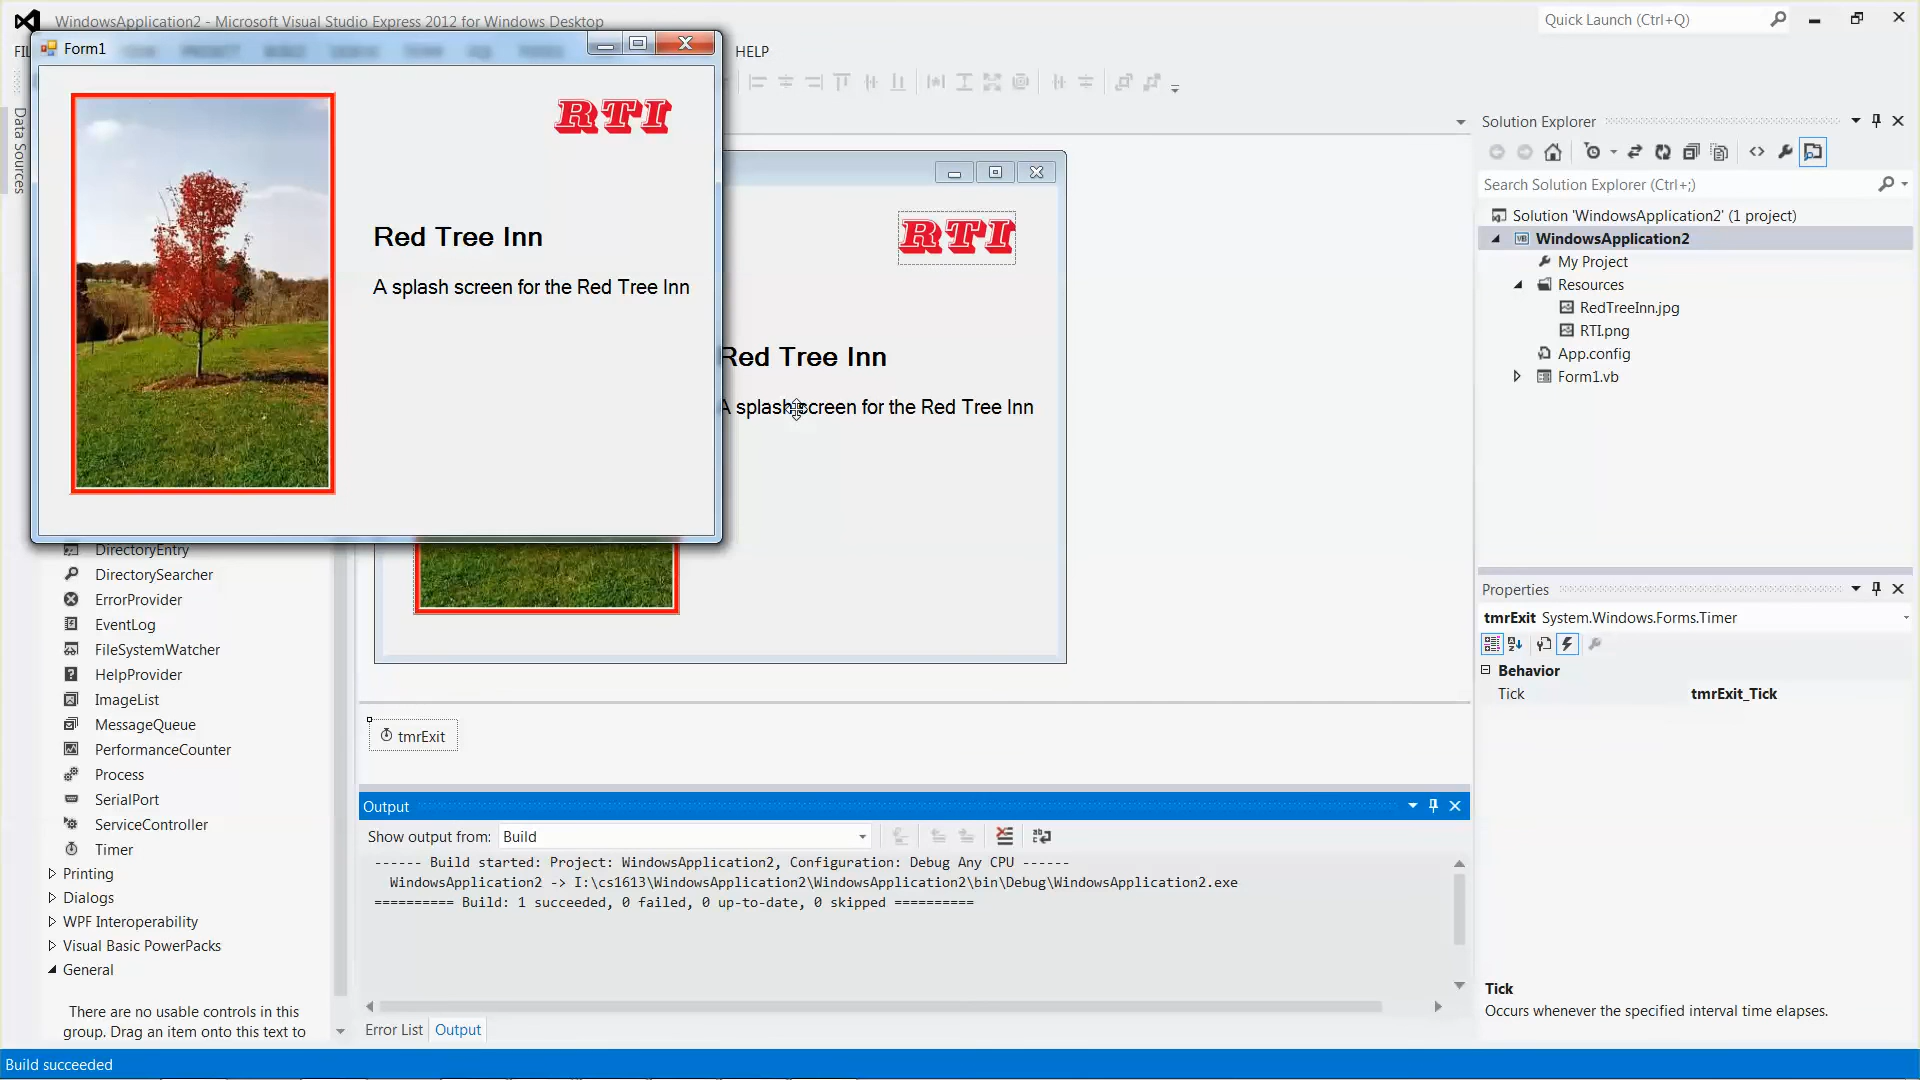 WindowsApplication2 - Microsoft Visual Studio Express 2012 for Windows Desktop
Quick Launch (Ctrl+Q)
HELP
Form1
RTI
Red Tree Inn
A splash screen for the Red Tree Inn
Data Sources
RTI
Red Tree Inn
A splash screen for the Red Tree Inn
DirectoryEntry
DirectorySearcher
ErrorProvider
EventLog
FileSystemWatcher
HelpProvider
ImageList
MessageQueue
PerformanceCounter
Process
SerialPort
ServiceController
Timer
Printing
Dialogs
WPF Interoperability
Visual Basic PowerPacks
General
There are no usable controls in this
group. Drag an item onto this text to
tmrExit
Output
Show output from: Build
------ Build started: Project: WindowsApplication2, Configuration: Debug Any CPU ------
WindowsApplication2 -> I:\cs1613\WindowsApplication2\WindowsApplication2\bin\Debug\WindowsApplication2.exe
========== Build: 1 succeeded, 0 failed, 0 up-to-date, 0 skipped ==========
Error List Output
Solution Explorer
Search Solution Explorer (Ctrl+;)
Solution 'WindowsApplication2' (1 project)
WindowsApplication2
My Project
Resources
RedTreeInn.jpg
RTI.png
App.config
Form1.vb
Properties
tmrExit System.Windows.Forms.Timer
Behavior
Tick tmrExit_Tick
Tick
Occurs whenever the specified interval time elapses.
Build succeeded